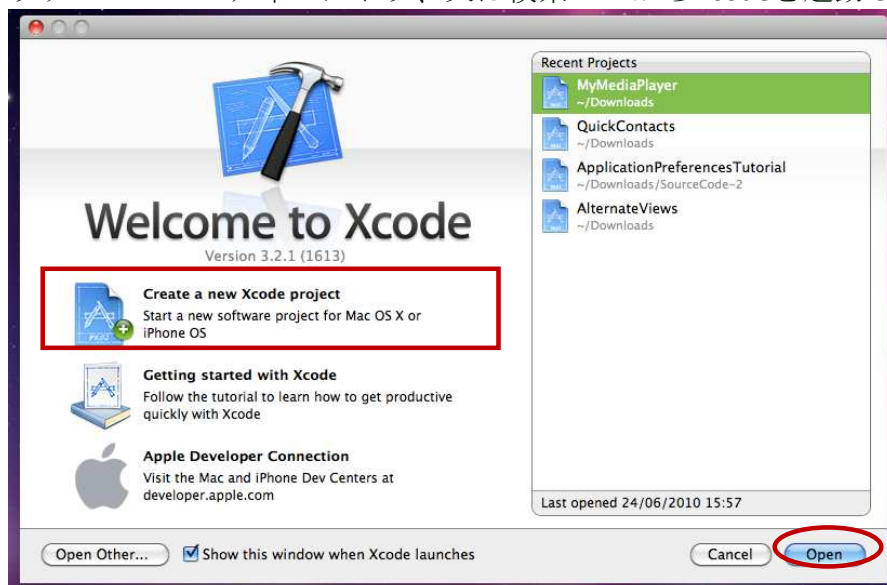 Recent Projects
MyMediaPlayer
~/Downloads
QuickContacts
~/Downloads
ApplicationPreferencesTutorial
~/Downloads/SourceCode-2
AlternateViews
~/Downloads
Last opened 24/06/2010 15:57
Welcome to Xcode
Version 3.2.1 (1613)
Create a new Xcode project
Start a new software project for Mac OS X or
iPhone OS
Getting started with Xcode
Follow the tutorial to learn how to get productive
quickly with Xcode
Apple Developer Connection
Visit the Mac and iPhone Dev Centers at
developer.apple.com
Open Other...
Show this window when Xcode launches
Cancel
Open